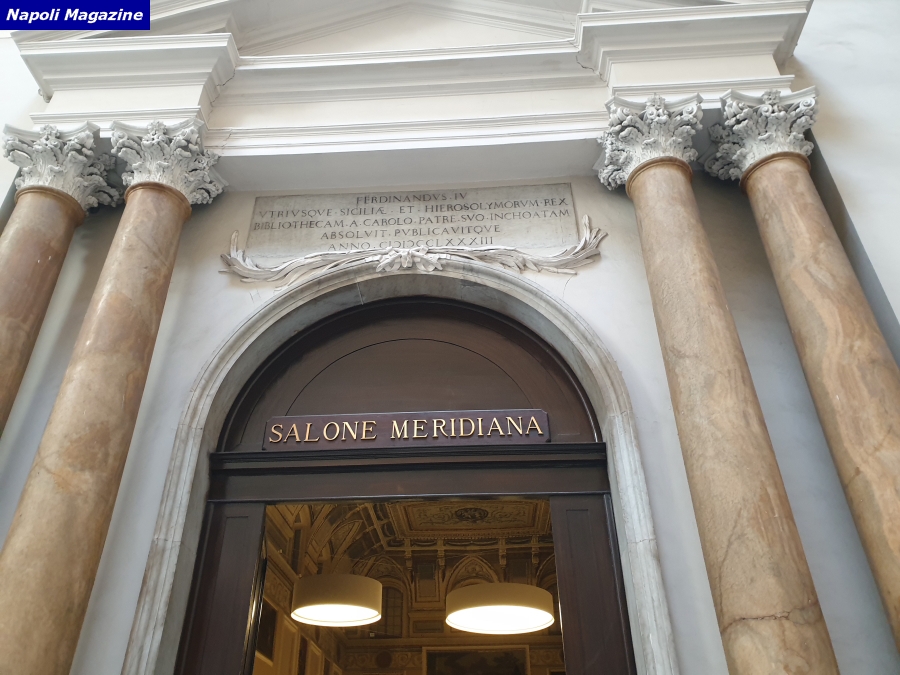 Napoli Magazine
FERDINANDVS·IV
VTRIVSQVE·SICILIÆ·ET·HIEROSOLYMORVM·REX
BIBLIOTHECAM·A·CAROLO·PATRE·SVO·INCHOATAM
ABSOLVIT·PVBLICAVITQVE
ANNO·CIↃIↃCCLXXXIII
SALONE MERIDIANA